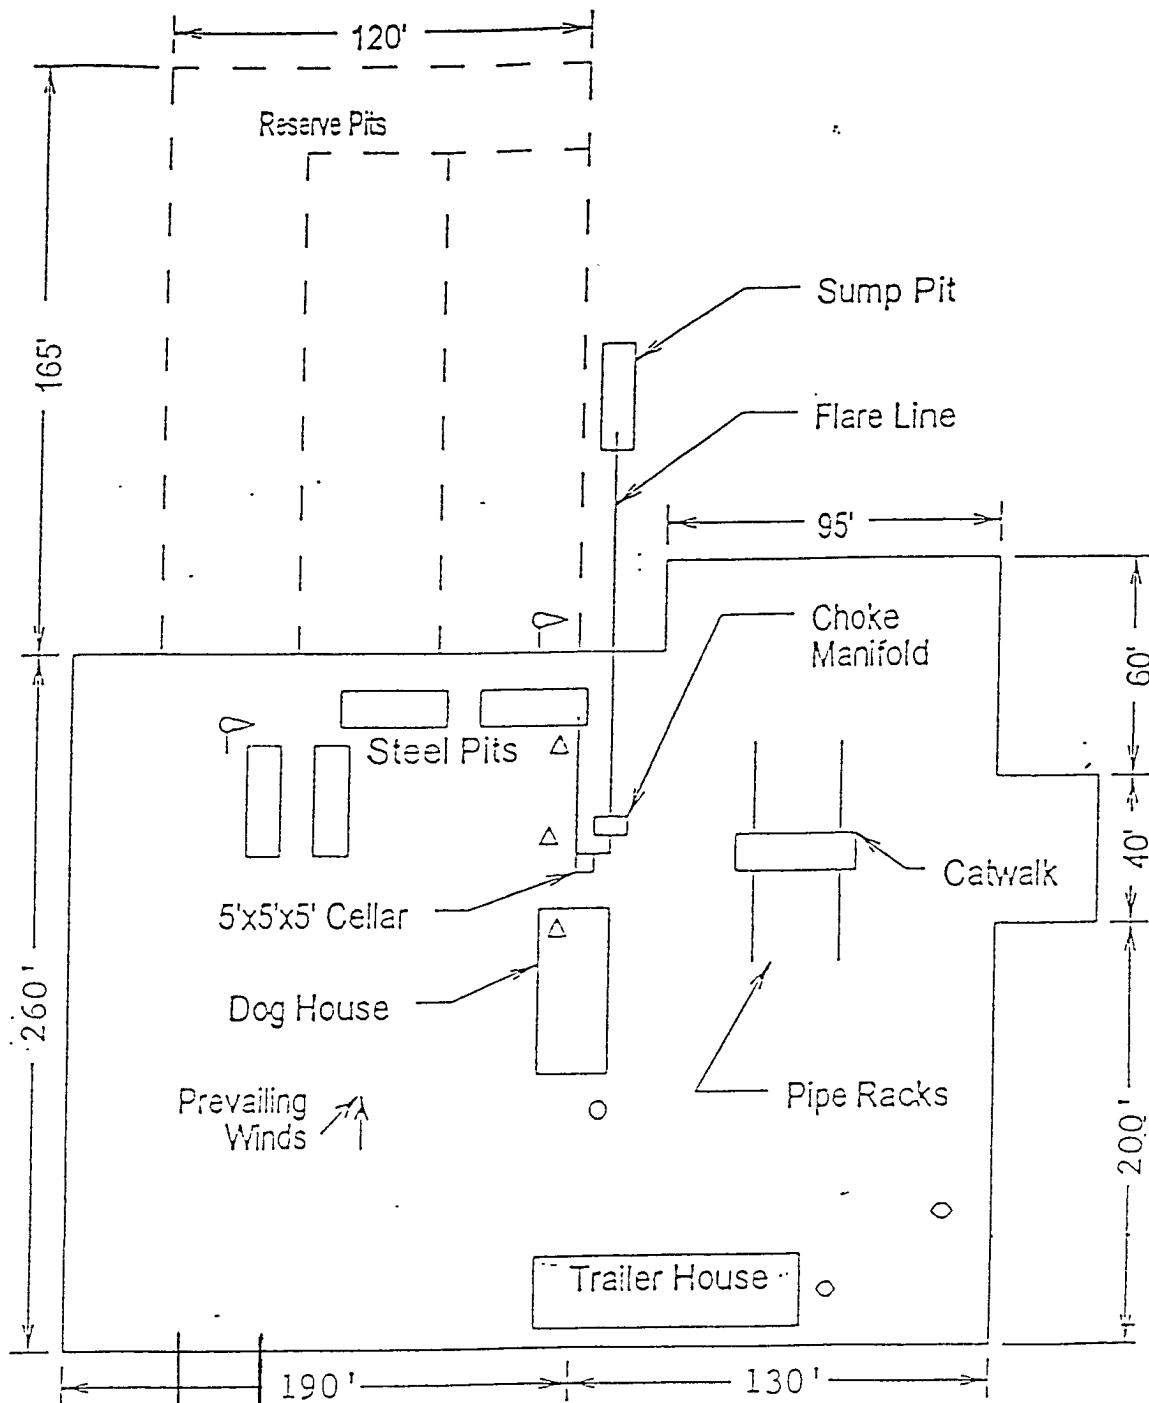 120'
Reserve Pits
165'
Sump Pit
Flare Line
95'
Choke
Manifold
60'
Steel Pits
40'
Catwalk
5'x5'x5' Cellar
260'
Dog House
Prevailing
Winds
Pipe Racks
200'
Trailer House
190'
130'